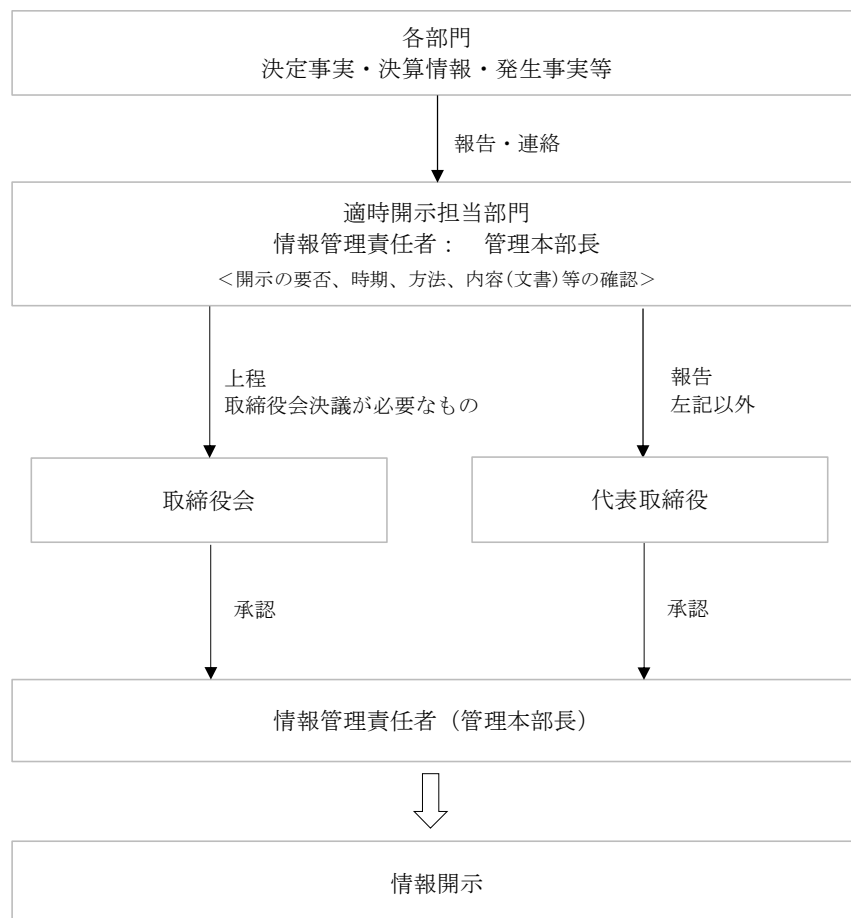 各部門
決定事実・決算情報・発生事実等
報告・連絡
適時開示担当部門
情報管理責任者： 管理本部長
＜開示の要否、時期、方法、内容(文書)等の確認＞
上程
取締役会決議が必要なもの
報告
左記以外
取締役会
代表取締役
承認
承認
情報管理責任者（管理本部長）
情報開示